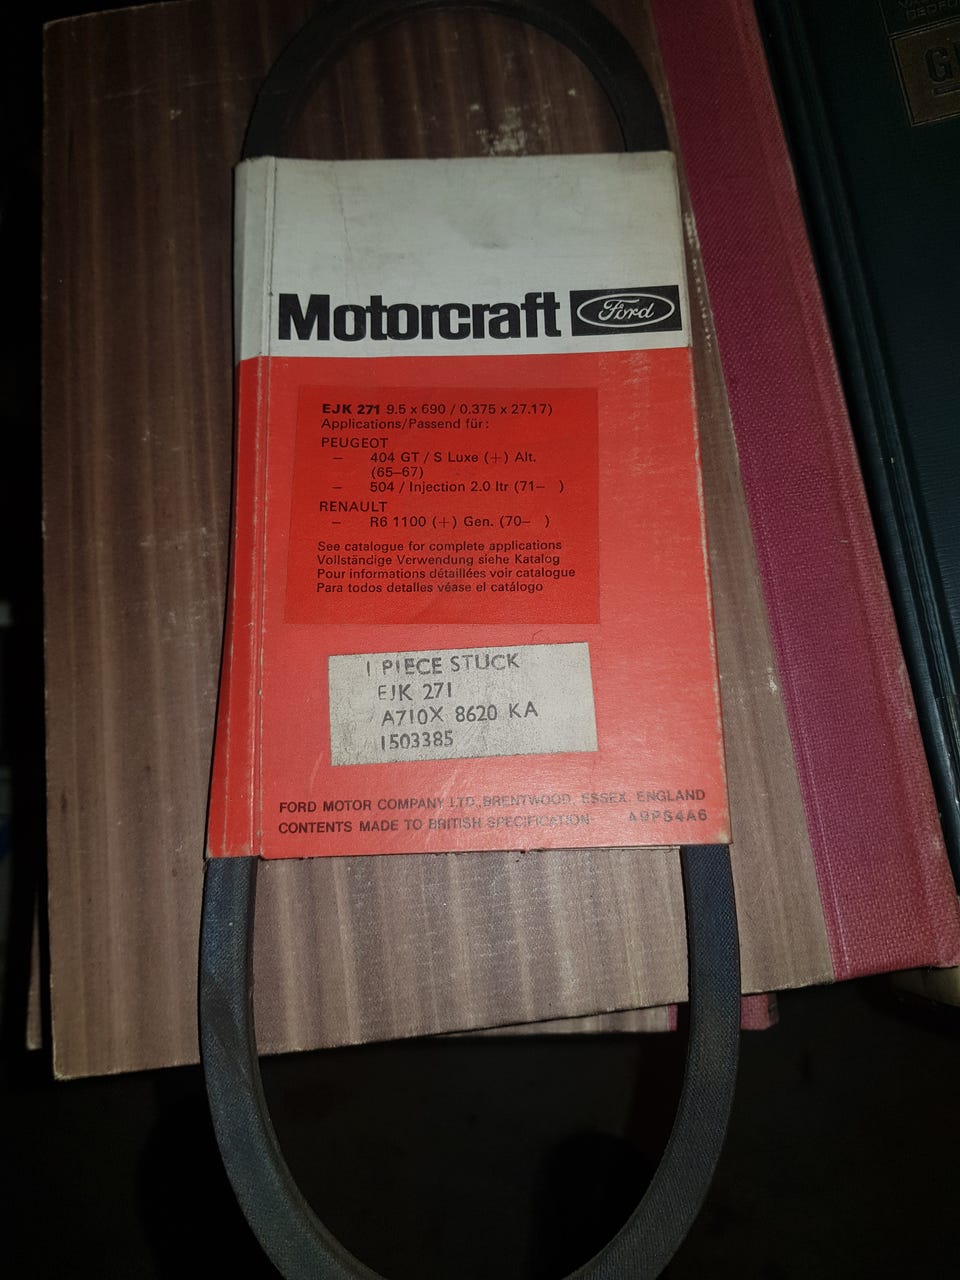 Motorcraft Ford
EJK 271 9.5 x 690 / 0.375 x 27.17)
Applications/Passend für:
PEUGEOT
— 404 GT / S Luxe (+) Alt.
(65–67)
— 504 / Injection 2.0 ltr (71– )
RENAULT
— R6 1100 (+) Gen. (70– )
See catalogue for complete applications
Vollständige Verwendung siehe Katalog
Pour informations détaillées voir catalogue
Para todos detalles véase el catálogo
1 PIECE STUCK
EJK 271
A710X 8620 KA
1503385
FORD MOTOR COMPANY LTD., BRENTWOOD, ESSEX, ENGLAND
CONTENTS MADE TO BRITISH SPECIFICATION A9PS4A6